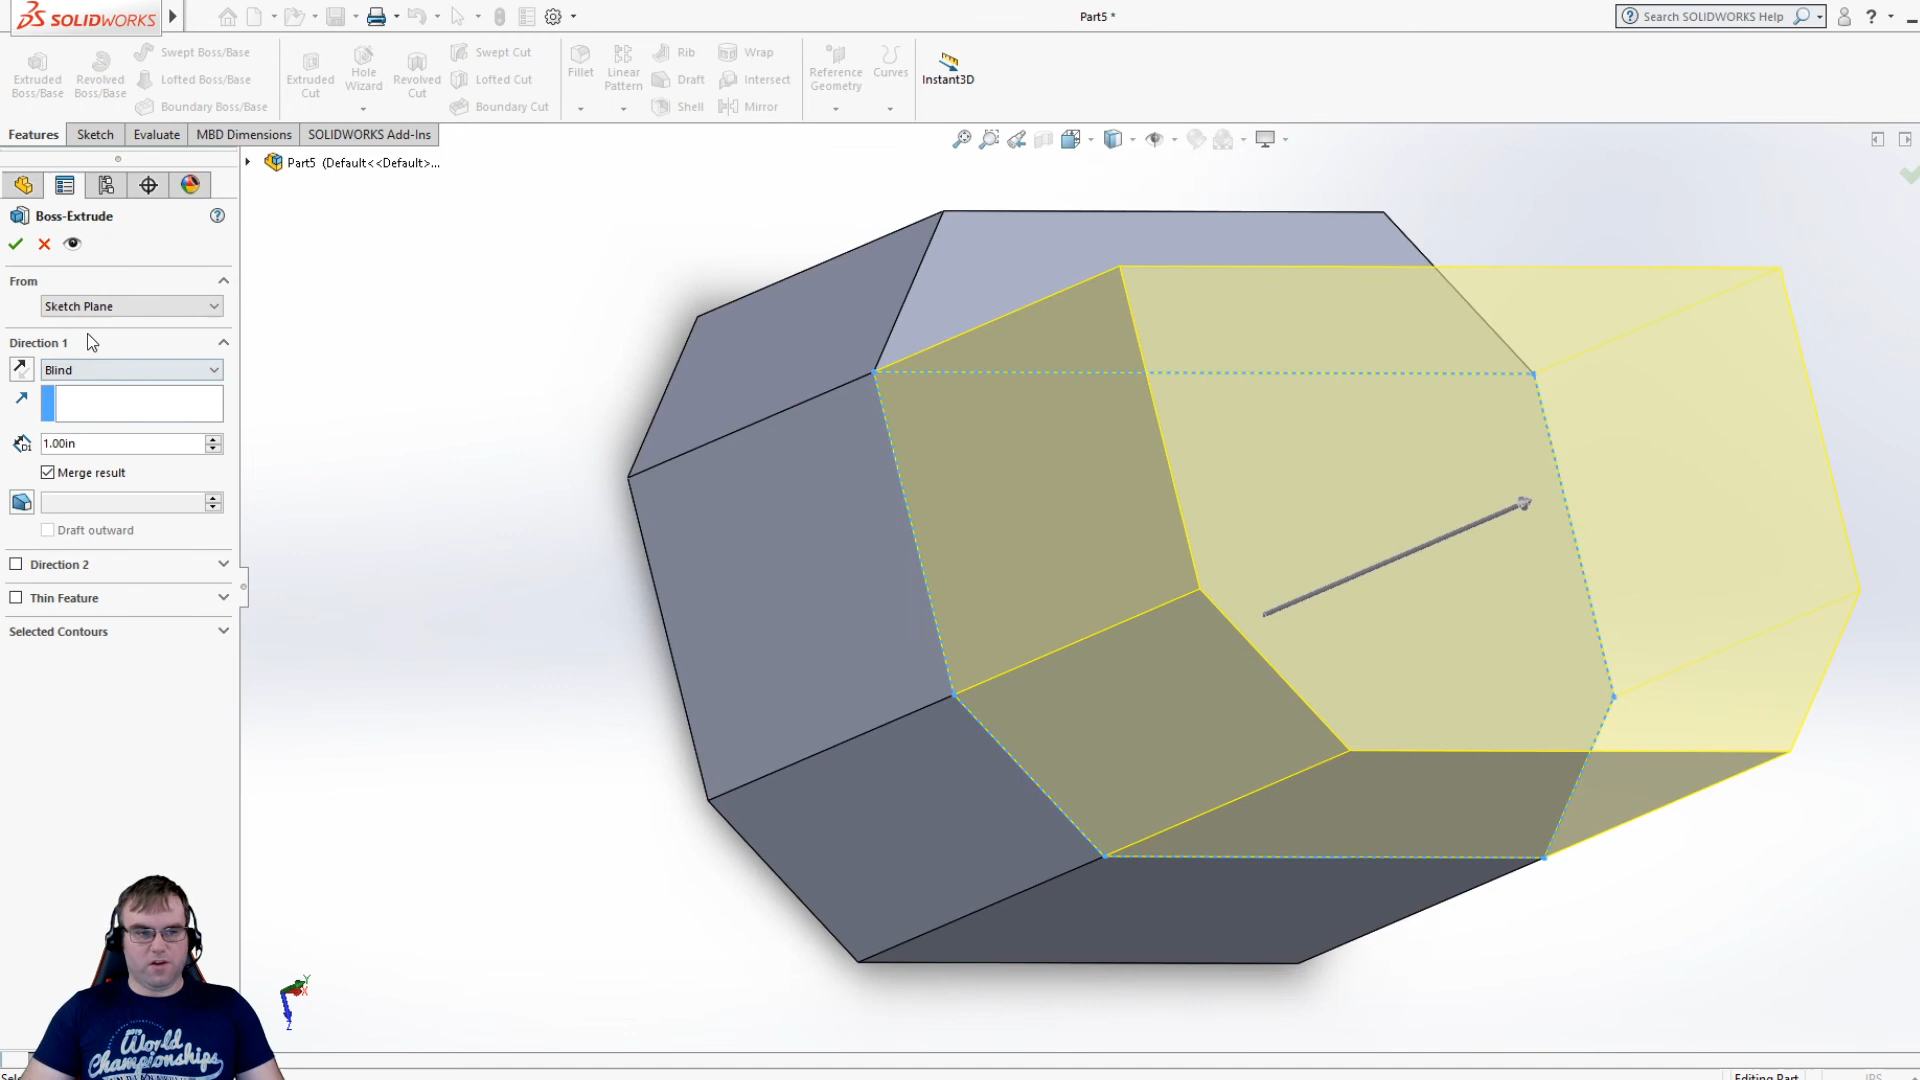 SOLIDWORKS
Part5 *
Search SOLIDWORKS Help
Extruded Boss/Base
Revolved Boss/Base
Swept Boss/Base
Lofted Boss/Base
Boundary Boss/Base
Extruded Cut
Hole Wizard
Revolved Cut
Swept Cut
Lofted Cut
Boundary Cut
Fillet
Linear Pattern
Rib
Draft
Shell
Wrap
Intersect
Mirror
Reference Geometry
Curves
Instant3D
Features
Sketch
Evaluate
MBD Dimensions
SOLIDWORKS Add-Ins
Part5 (Default<<Default>...
Boss-Extrude
From
Sketch Plane
Direction 1
Blind
D1
1.00in
Merge result
Draft outward
Direction 2
Thin Feature
Selected Contours
Y
X
Z
World
Championships
Editing Part
IPS